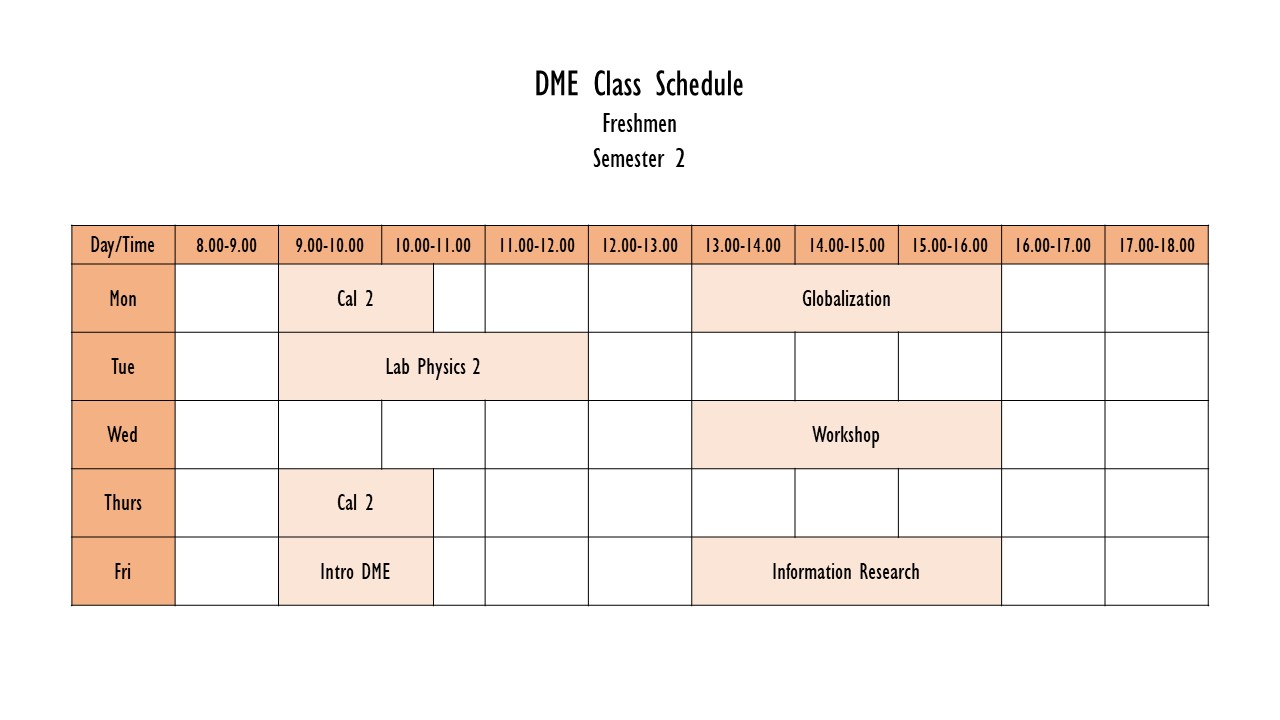 DME Class Schedule
Freshmen
Semester 2
Day/Time 8.00-9.00 9.00-10.00 10.00-11.00 11.00-12.00 12.00-13.00 13.00-14.00 14.00-15.00 15.00-16.00 16.00-17.00 17.00-18.00
Mon Cal 2 Globalization
Tue Lab Physics 2
Wed Workshop
Thurs Cal 2
Fri Intro DME Information Research